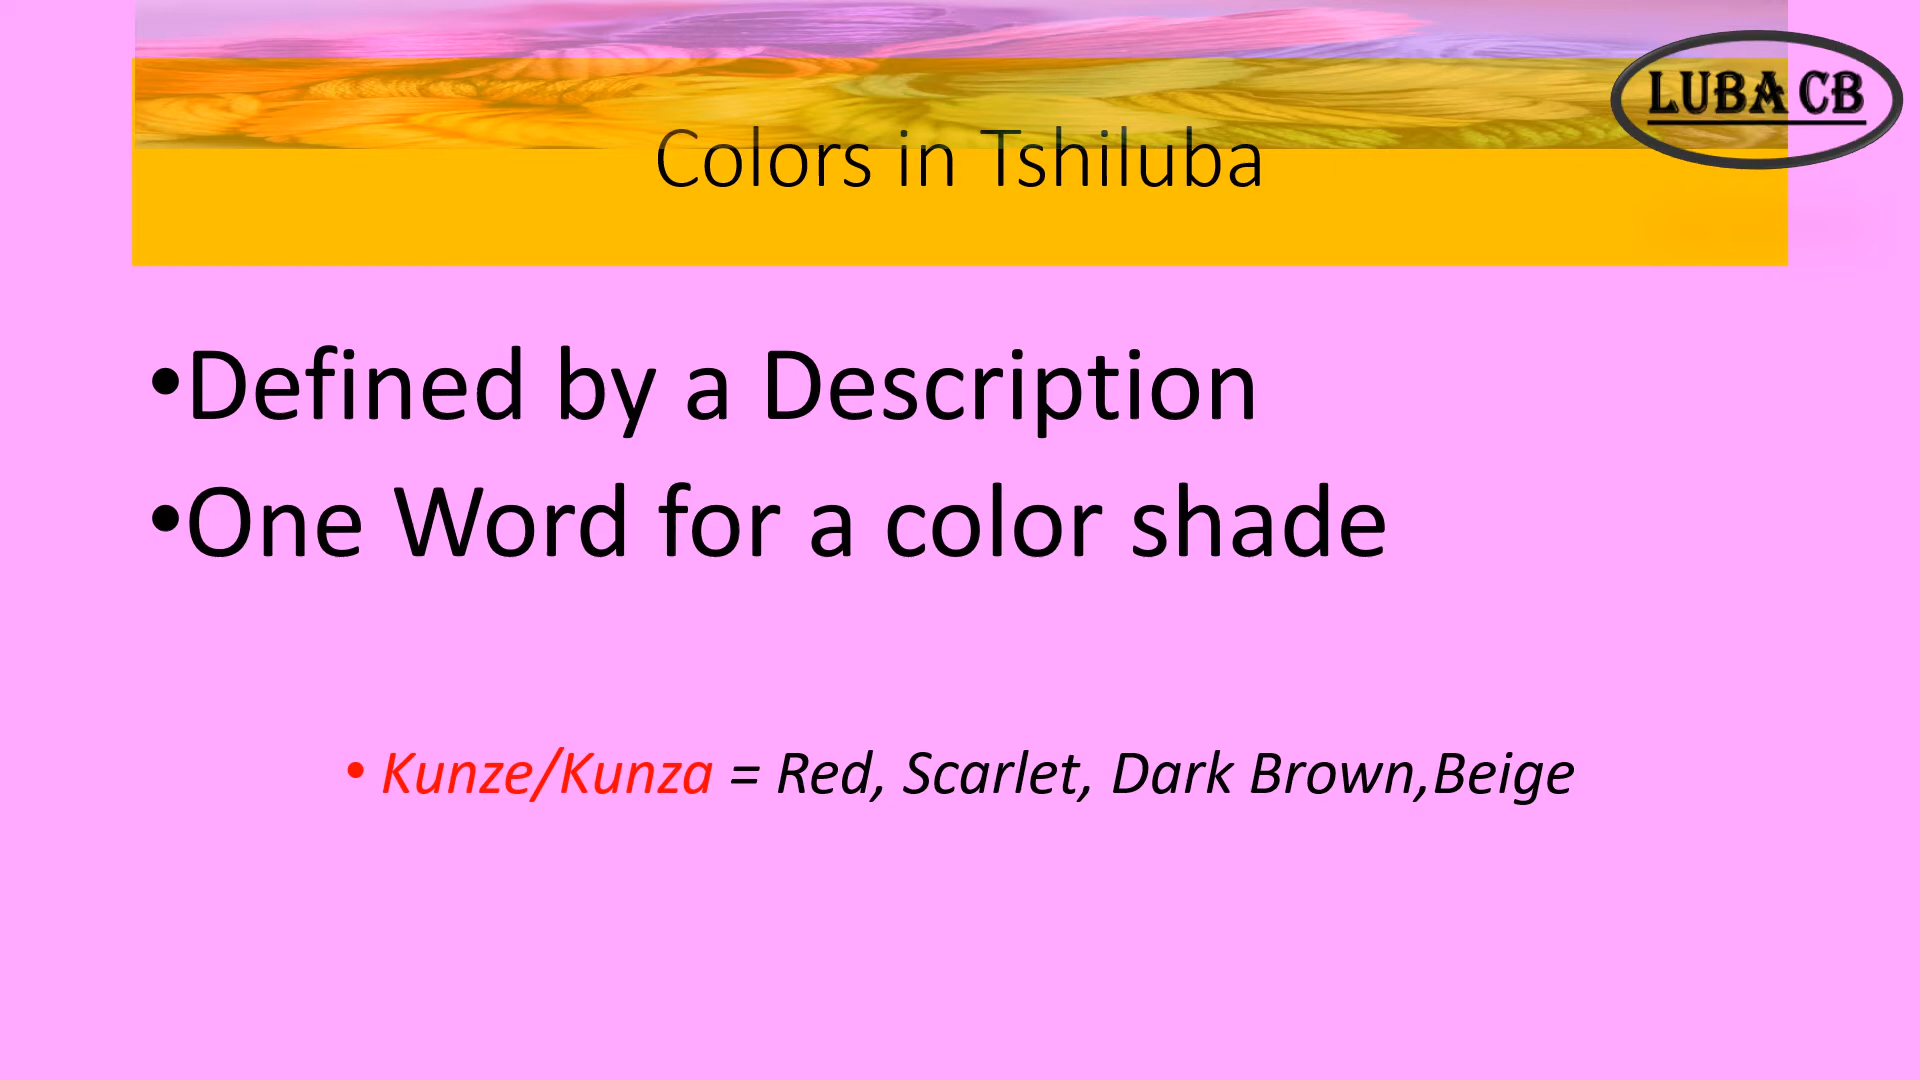 LUBA CB
Colors in Tshiluba
•Defined by a Description
•One Word for a color shade
• Kunze/Kunza = Red, Scarlet, Dark Brown,Beige